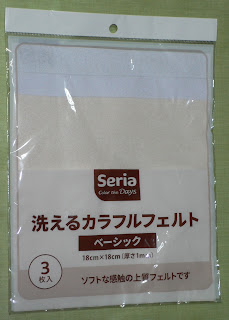 Seria
Color the Days
洗えるカラフルフェルト
ベーシック
18cm×18cm（厚さ1mm）
3
枚入
ソフトな感触の上質フェルトです